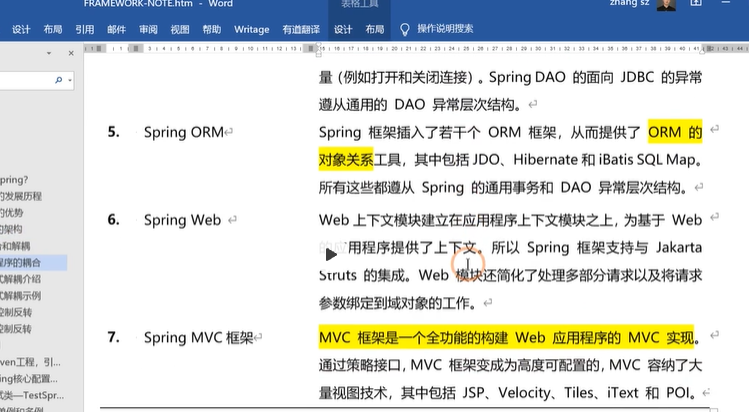 FRAMEWORK-NOTE.htm - Word
表格工具
zhang sz
设计 布局 引用 邮件 审阅 视图 帮助 Writage 有道翻译 设计 布局 操作说明搜索
量（例如打开和关闭连接）。Spring DAO 的面向 JDBC 的异常
遵从通用的 DAO 异常层次结构。
5. Spring ORM
Spring 框架插入了若干个 ORM 框架，从而提供了 ORM 的
对象关系工具，其中包括JDO、Hibernate 和 iBatis SQL Map。
所有这些都遵从 Spring 的通用事务和 DAO 异常层次结构。
6. Spring Web
Web 上下文模块建立在应用程序上下文模块之上，为基于 Web
的应用程序提供了上下文。所以 Spring 框架支持与 Jakarta
Struts 的集成。Web 模块还简化了处理多部分请求以及将请求
参数绑定到域对象的工作。
7. Spring MVC 框架
MVC 框架是一个全功能的构建 Web 应用程序的 MVC 实现。
通过策略接口，MVC 框架变成为高度可配置的，MVC 容纳了大
量视图技术，其中包括 JSP、Velocity、Tiles、iText 和 POI。
pring?
的发展历程
的优势
的架构
合和解耦
程序的耦合
式解耦介绍
式解耦示例
控制反转
控制反转
ven工程，引...
ing核心配置...
式类—TestSpr...